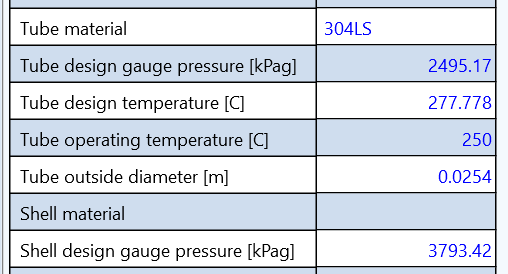 Tube material 304LS
Tube design gauge pressure [kPag] 2495.17
Tube design temperature [C] 277.778
Tube operating temperature [C] 250
Tube outside diameter [m] 0.0254
Shell material
Shell design gauge pressure [kPag] 3793.42